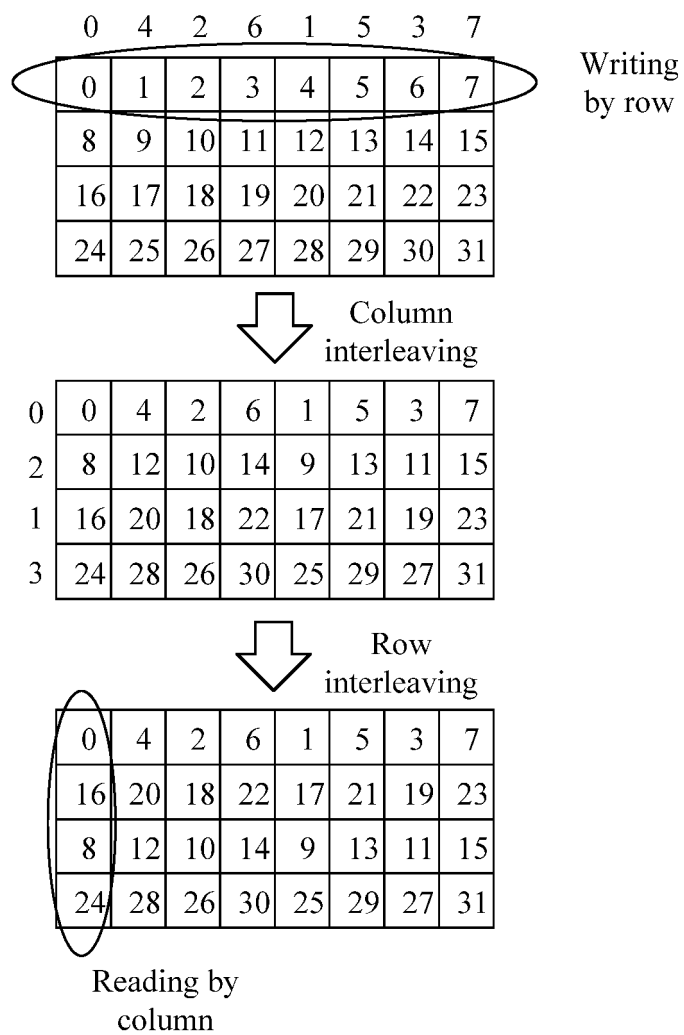 0 4 2 6 1 5 3 7
0 1 2 3 4 5 6 7
Writing
by row
8 9 10 11 12 13 14 15
16 17 18 19 20 21 22 23
24 25 26 27 28 29 30 31
Column
interleaving
0 0 4 2 6 1 5 3 7
2 8 12 10 14 9 13 11 15
1 16 20 18 22 17 21 19 23
3 24 28 26 30 25 29 27 31
Row
interleaving
0 4 2 6 1 5 3 7
16 20 18 22 17 21 19 23
8 12 10 14 9 13 11 15
24 28 26 30 25 29 27 31
Reading by
column